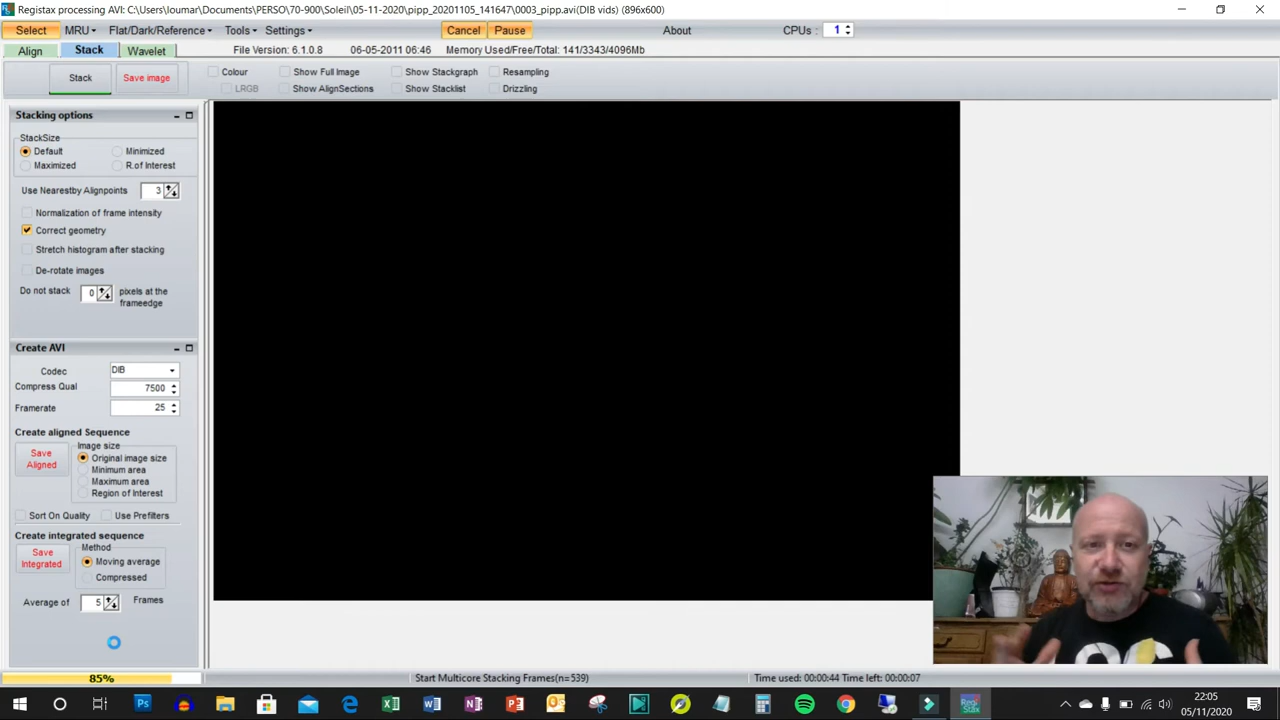 Registax processing AVI: C:\Users\loumar\Documents\PERSO\70-900\Soleil\05-11-2020\pipp_20201105_141647\0003_pipp.avi(DIB vids) (896x600)
Select MRU Flat/Dark/Reference Tools Settings Cancel Pause About CPUs: 1
Align Stack Wavelet File Version: 6.1.0.8 06-05-2011 06:46 Memory Used/Free/Total: 141/3343/4096Mb
Stack Save image Colour Show Full Image Show Stackgraph Resampling
LRGB Show AlignSections Show Stacklist Drizzling
Stacking options
StackSize
Default Minimized
Maximized R.of Interest
Use Nearestby Alignpoints 3
Normalization of frame intensity
Correct geometry
Stretch histogram after stacking
De-rotate images
Do not stack 0 pixels at the
frameedge
Create AVI
Codec DIB
Compress Qual 7500
Framerate 25
Create aligned Sequence
Image size
Save
Aligned
Original image size
Minimum area
Maximum area
Region of Interest
Sort On Quality Use Prefilters
Create integrated sequence
Save
Integrated
Method
Moving average
Compressed
Average of 5 Frames
85% Start Multicore Stacking Frames(n=539) Time used: 00:00:44 Time left: 00:00:07
22:05
05/11/2020